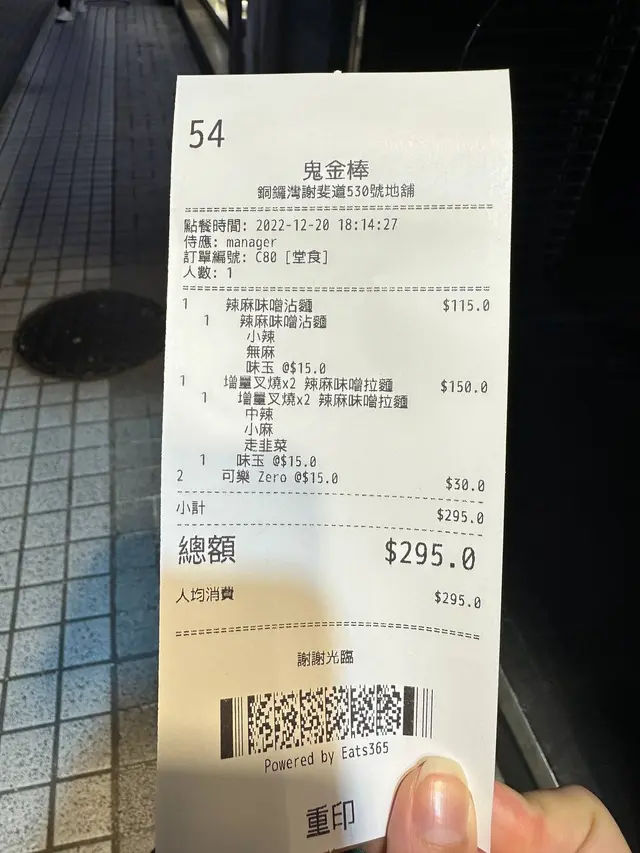 54
鬼金棒
銅鑼灣謝斐道530號地舖
點餐時間: 2022-12-20 18:14:27
侍應: manager
訂單編號: C80 [堂食]
人數: 1
1 辣麻味噌沾麵 $115.0
1 辣麻味噌沾麵
小辣
無麻
味玉 @$15.0
1 增量叉燒x2 辣麻味噌拉麵 $150.0
1 增量叉燒x2 辣麻味噌拉麵
中辣
小麻
走韭菜
1 味玉 @$15.0
2 可樂 Zero @$15.0 $30.0
小計 $295.0
總額 $295.0
人均消費 $295.0
謝謝光臨
Powered by Eats365
重印